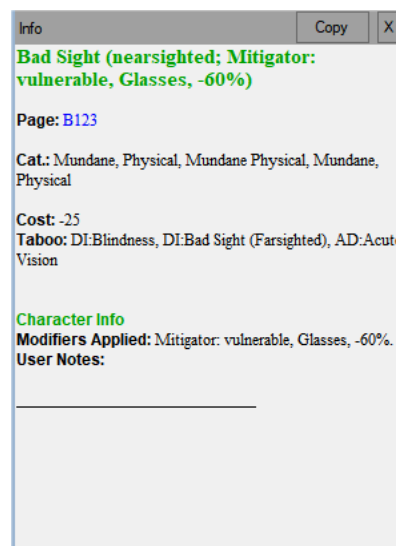 Info Copy X
Bad Sight (nearsighted; Mitigator:
vulnerable, Glasses, -60%)
Page: B123
Cat.: Mundane, Physical, Mundane Physical, Mundane,
Physical
Cost: -25
Taboo: DI:Blindness, DI:Bad Sight (Farsighted), AD:Acute
Vision
Character Info
Modifiers Applied: Mitigator: vulnerable, Glasses, -60%.
User Notes: